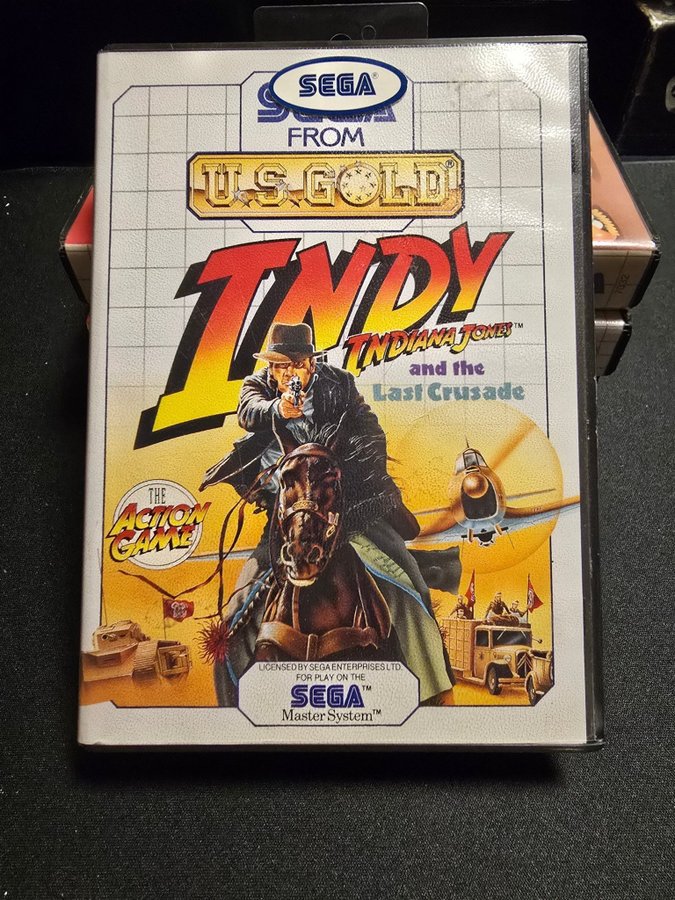 SEGA®
SEGA
FROM
U.S. GOLD®
INDY
INDIANA JONES™
and the
Last Crusade
THE
ACTION
GAME
LICENSED BY SEGA ENTERPRISES LTD.
FOR PLAY ON THE
SEGA™
Master System™